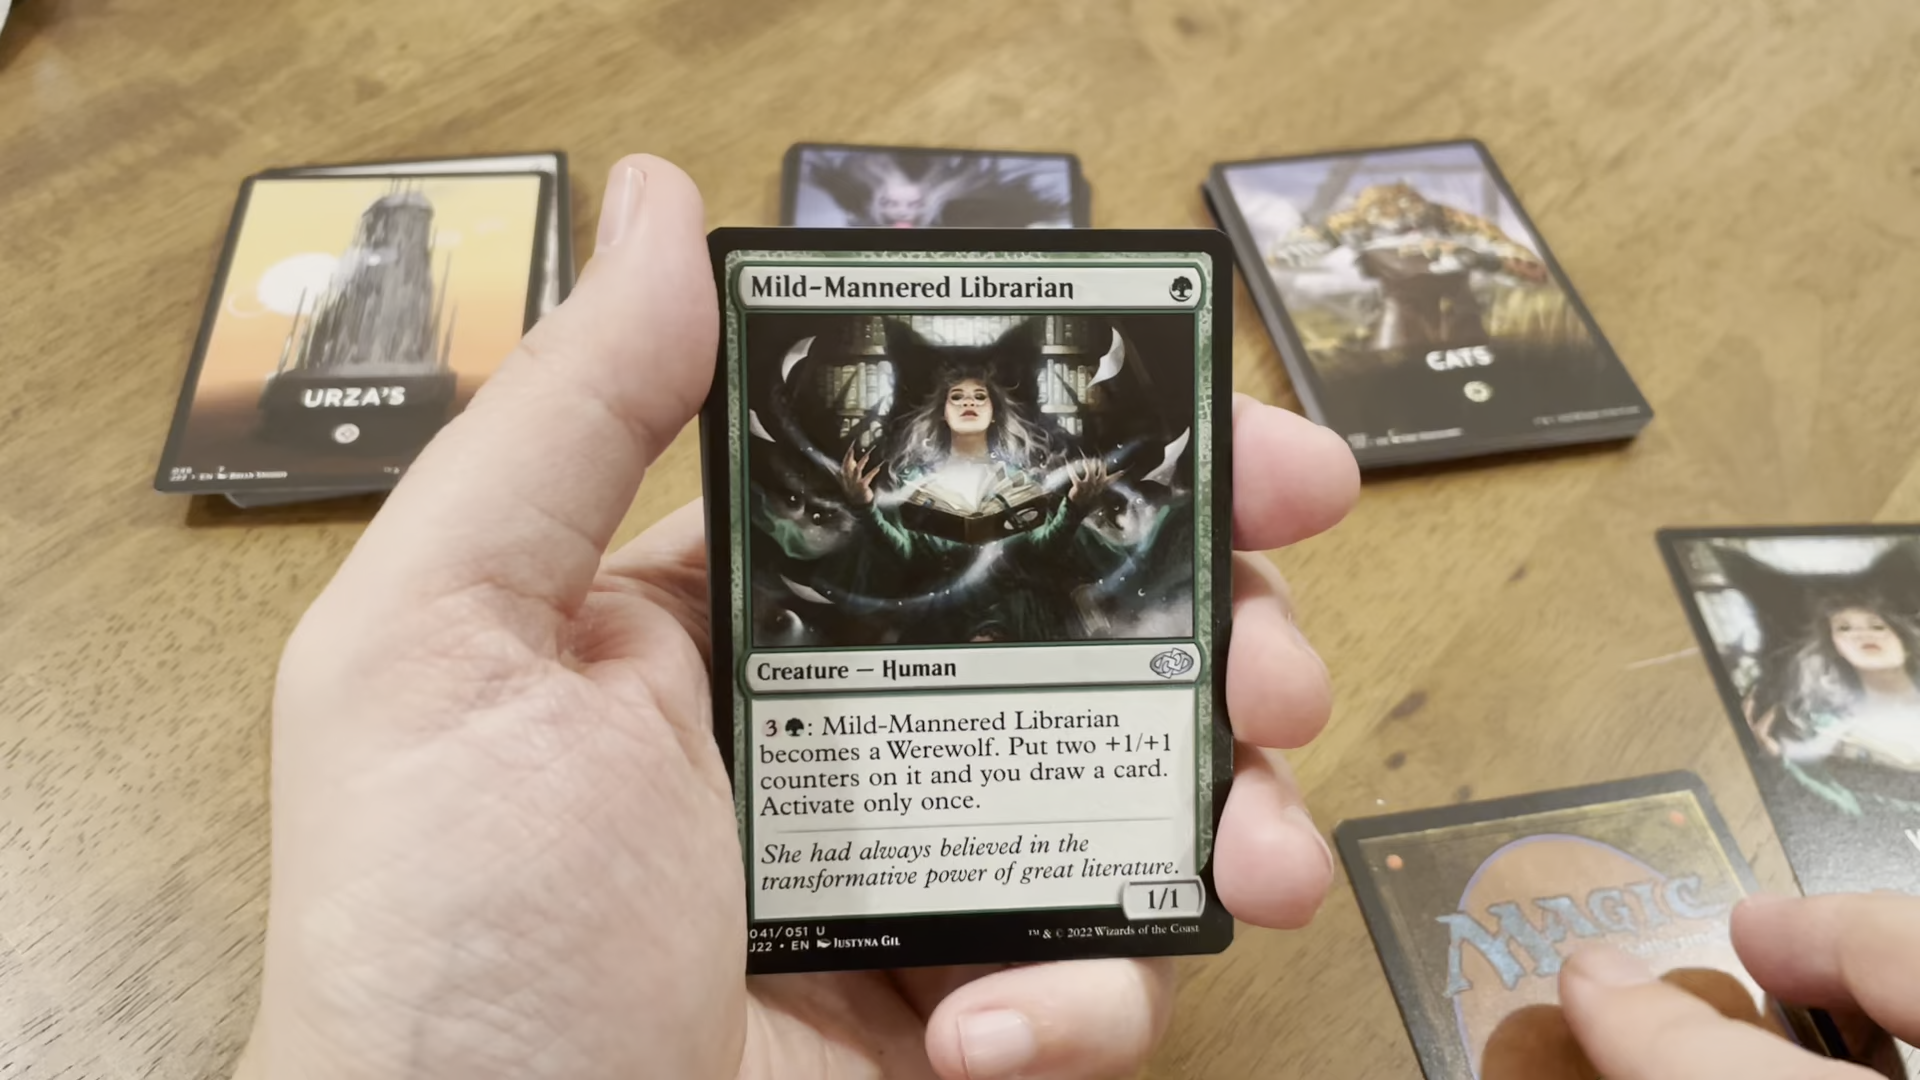 URZA'S
CATS
Mild-Mannered Librarian
Creature — Human
3 : Mild-Mannered Librarian
becomes a Werewolf. Put two +1/+1
counters on it and you draw a card.
Activate only once.
She had always believed in the
transformative power of great literature.
1/1
041/051 U
J22 • EN Justyna Gil
™ & © 2022 Wizards of the Coast
MAGIC